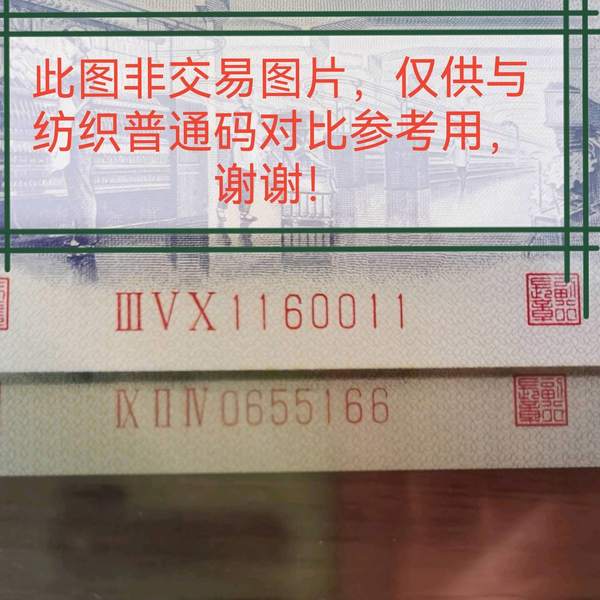 此图非交易图片，仅供与
纺织普通码对比参考用，
谢谢！
ⅢⅤⅩ1160011
ⅨⅡⅣ0655166